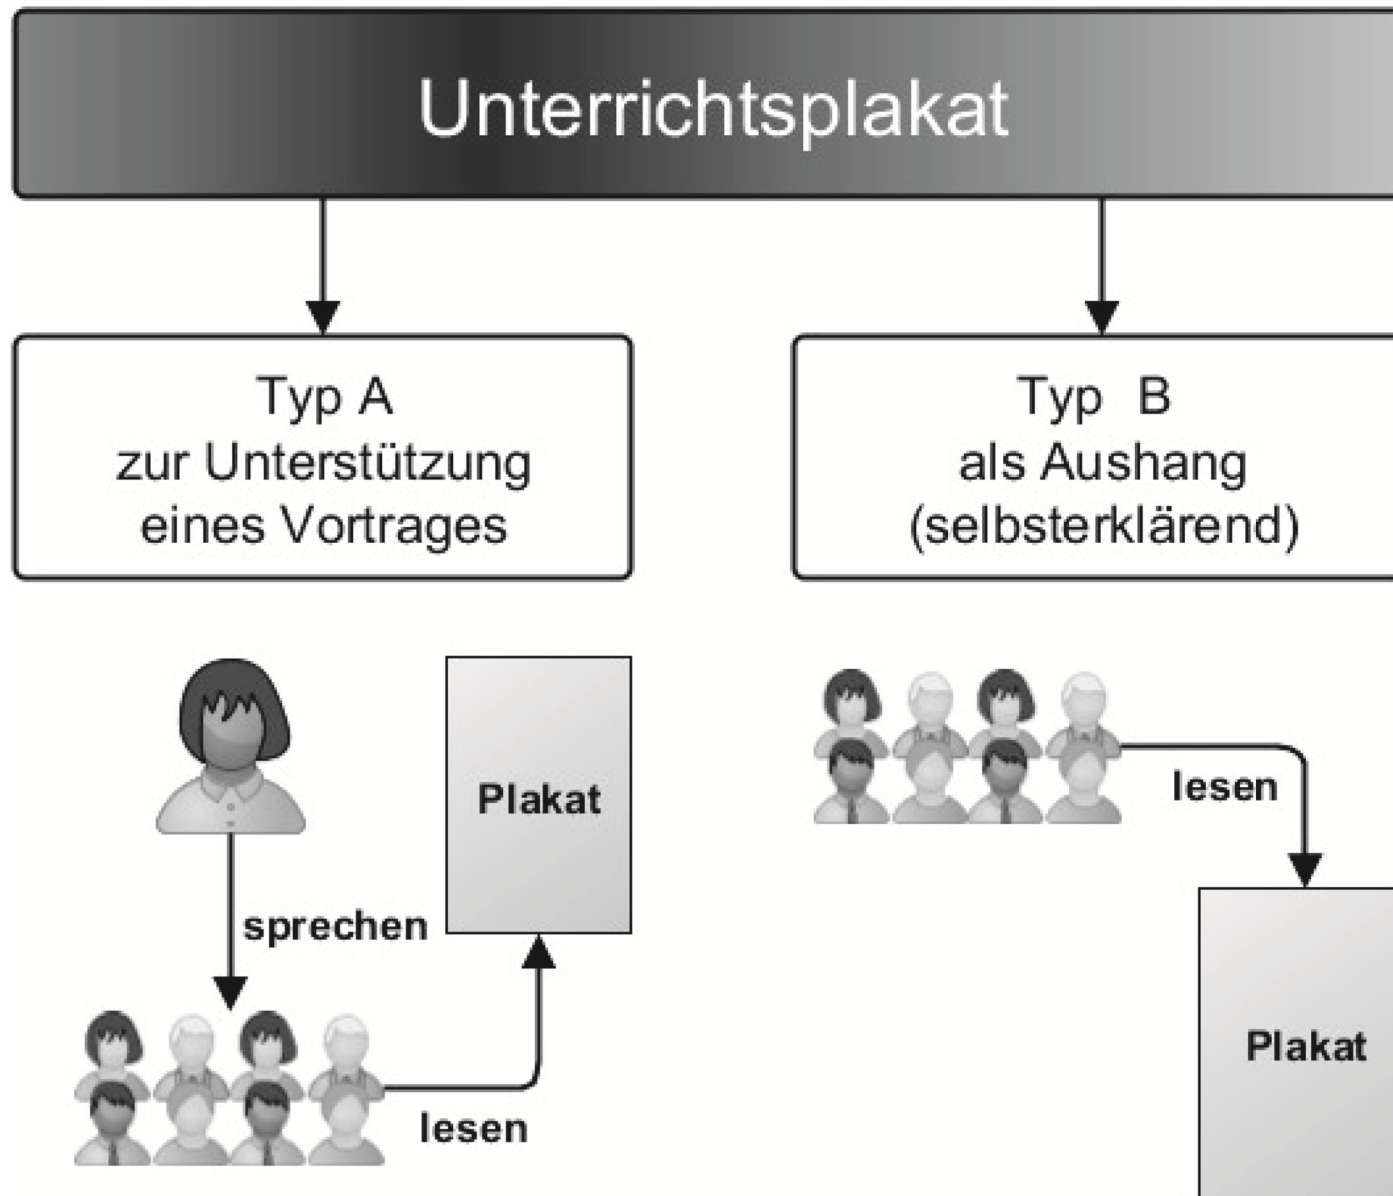 Unterrichtsplakat
Typ A
zur Unterstützung
eines Vortrages
Typ B
als Aushang
(selbsterklärend)
Plakat
sprechen
lesen
lesen
Plakat